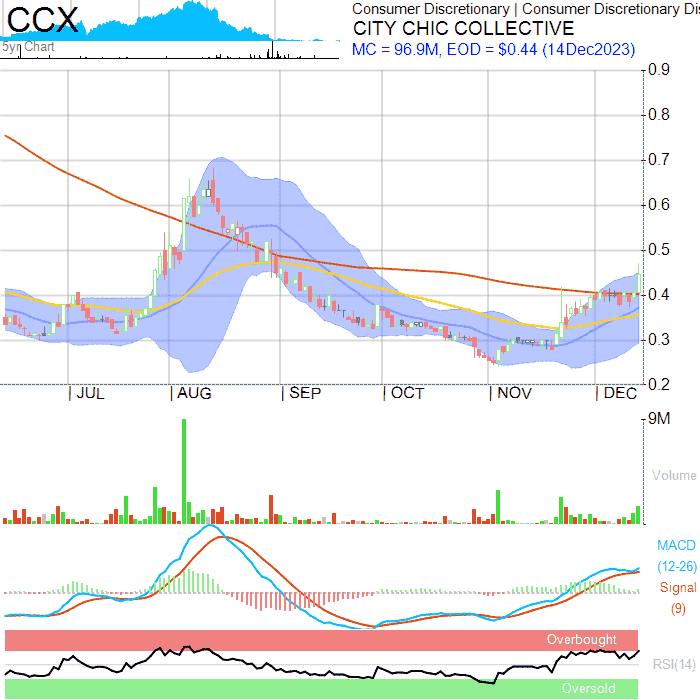 CCX
5yr Chart
Consumer Discretionary | Consumer Discretionary Dis
CITY CHIC COLLECTIVE
MC = 96.9M, EOD = $0.44 (14Dec2023)
0.9
0.8
0.7
0.6
0.5
0.4
0.3
0.2
JUL AUG SEP OCT NOV DEC
9M
Volume
MACD
(12-26)
Signal
(9)
Overbought
RSI(14)
Oversold